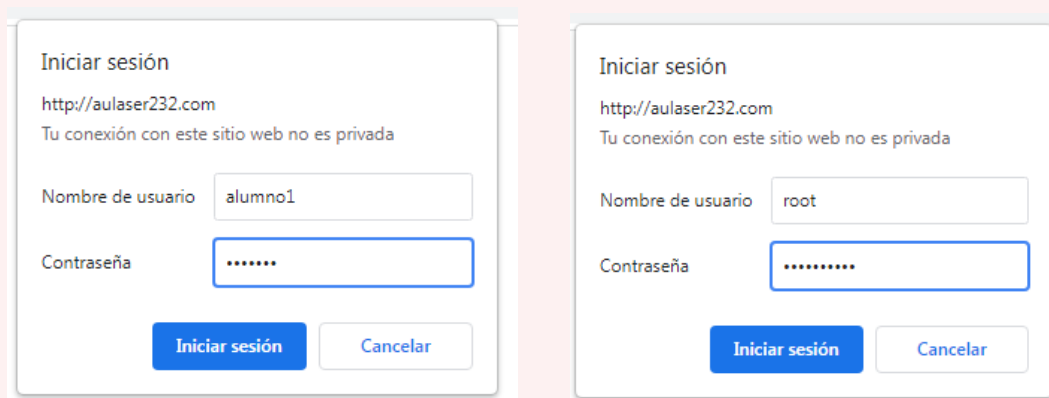 Iniciar sesión
http://aulaser232.com
Tu conexión con este sitio web no es privada
Nombre de usuario alumno1
Contraseña •••••••
Iniciar sesión Cancelar
Iniciar sesión
http://aulaser232.com
Tu conexión con este sitio web no es privada
Nombre de usuario root
Contraseña ••••••••••
Iniciar sesión Cancelar